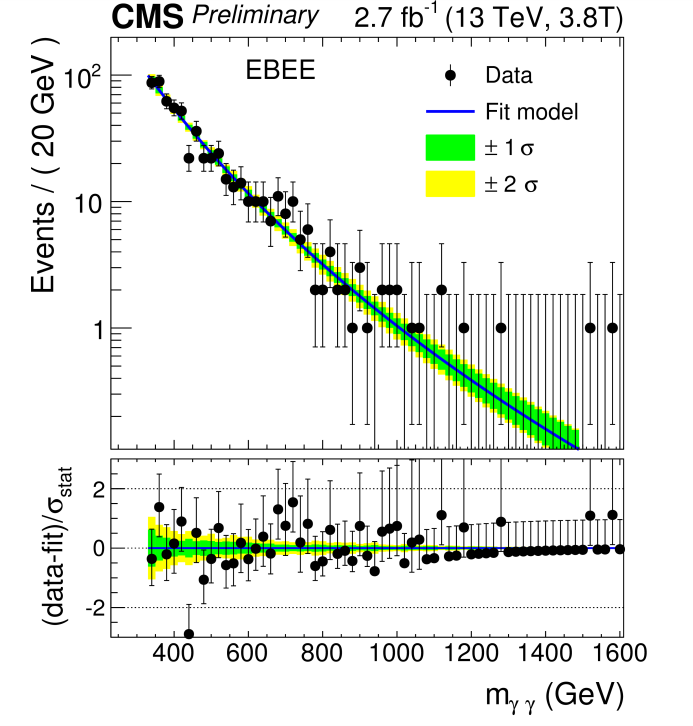 CMS Preliminary 2.7 fb⁻¹ (13 TeV, 3.8T)
EBEE
Data
Fit model
± 1 σ
± 2 σ
Events / ( 20 GeV )
10²
10
1
(data-fit)/σstat
2
0
-2
400 600 800 1000 1200 1400 1600
mγγ (GeV)